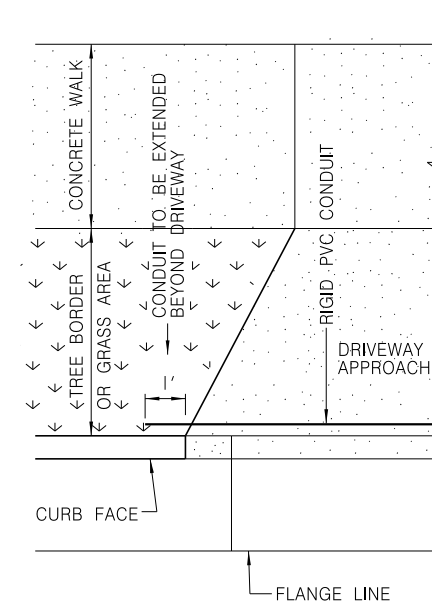 CONCRETE WALK
CONDUIT TO BE EXTENDED
BEYOND DRIVEWAY
RIGID PVC CONDUIT
TREE BORDER
OR GRASS AREA
DRIVEWAY
APPROACH
1'
CURB FACE
FLANGE LINE